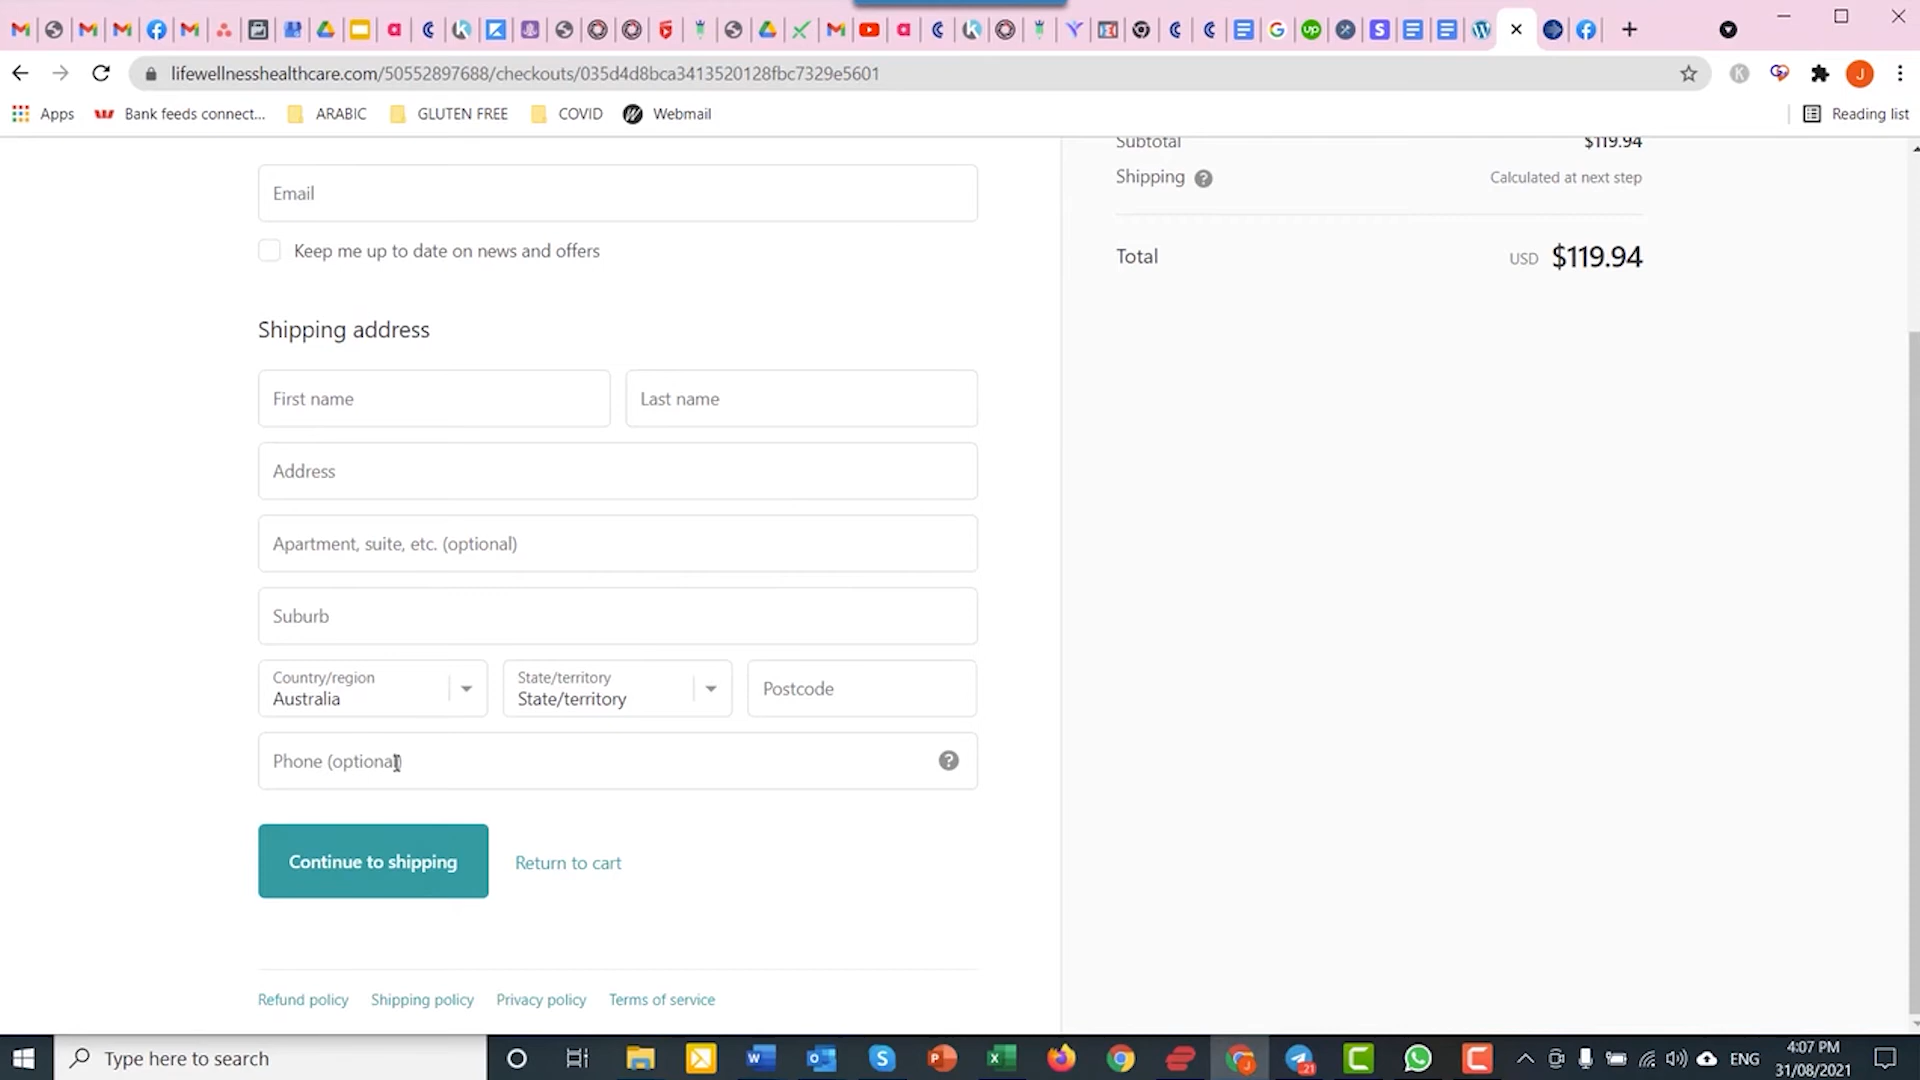 lifewellnesshealthcare.com/50552897688/checkouts/035d4d8bca3413520128fbc7329e5601
Apps
Bank feeds connect...
ARABIC
GLUTEN FREE
COVID
Webmail
Reading list
Email
Keep me up to date on news and offers
Shipping address
First name
Last name
Address
Apartment, suite, etc. (optional)
Suburb
Country/region
Australia
State/territory
State/territory
Postcode
Phone (optional)
Continue to shipping
Return to cart
Refund policy
Shipping policy
Privacy policy
Terms of service
Subtotal
$119.94
Shipping
Calculated at next step
Total
USD $119.94
Type here to search
ENG
4:07 PM
31/08/2021